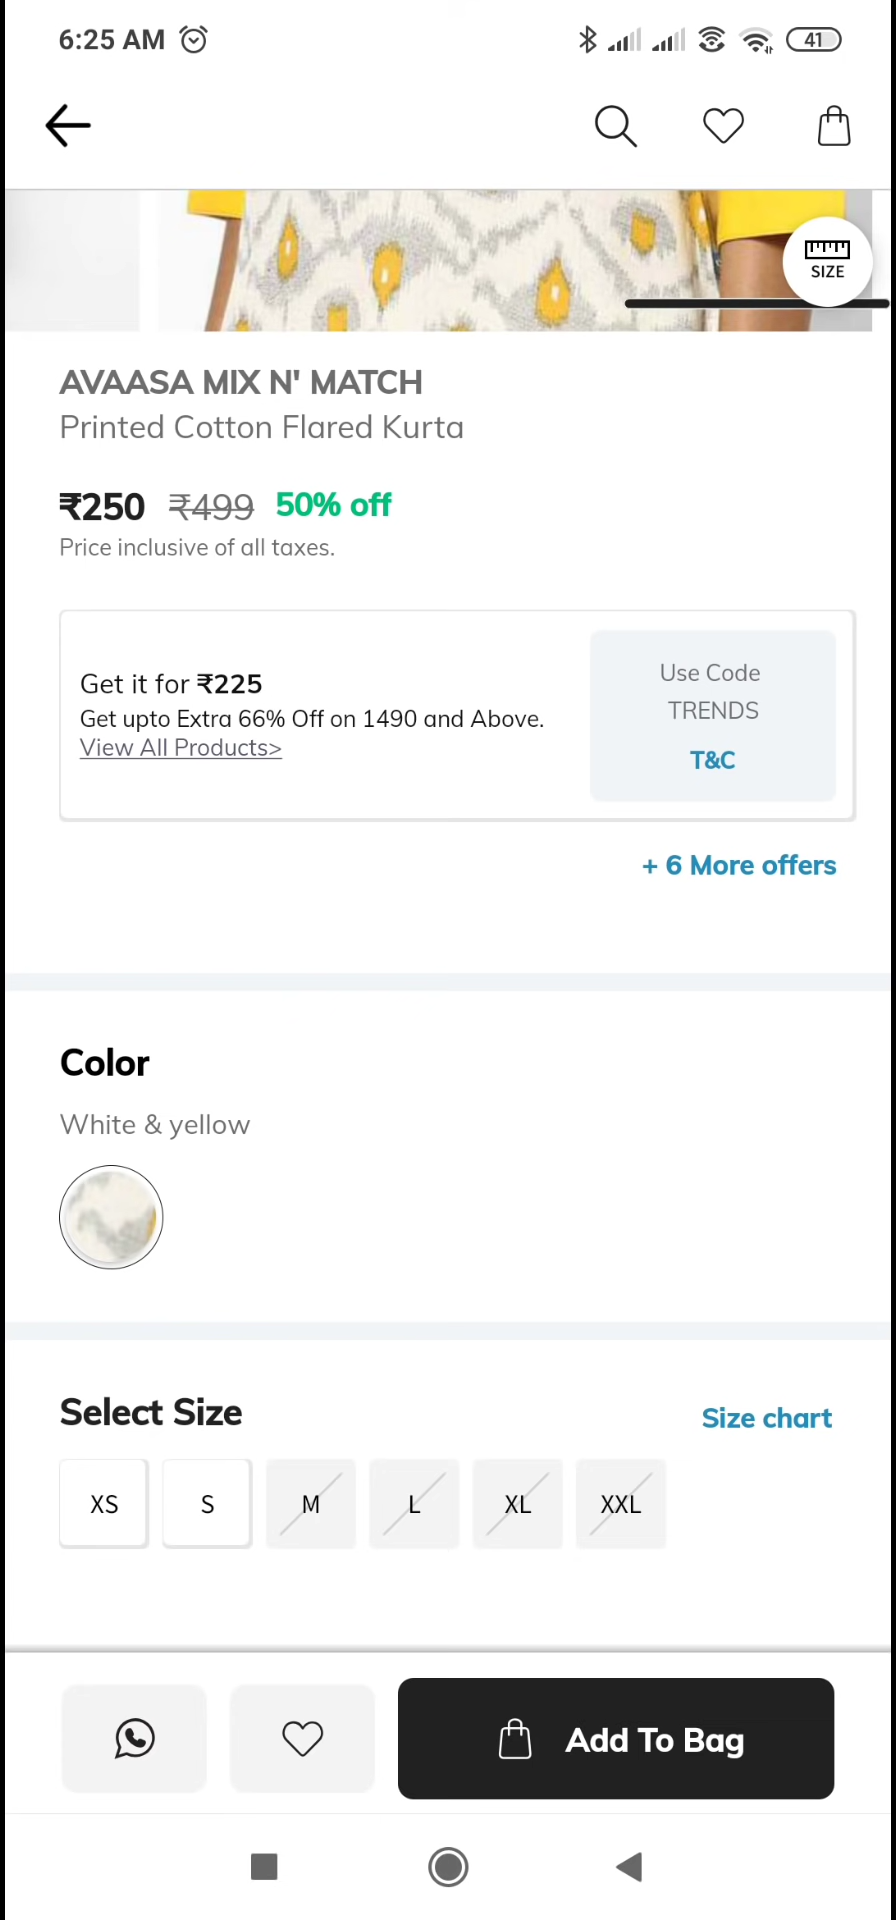 6:25 AM
41
SIZE
AVAASA MIX N' MATCH
Printed Cotton Flared Kurta
₹250 ₹499 50% off
Price inclusive of all taxes.
Get it for ₹225
Get upto Extra 66% Off on 1490 and Above.
View All Products>
Use Code
TRENDS
T&C
+ 6 More offers
Color
White & yellow
Select Size
Size chart
XS S M L XL XXL
Add To Bag